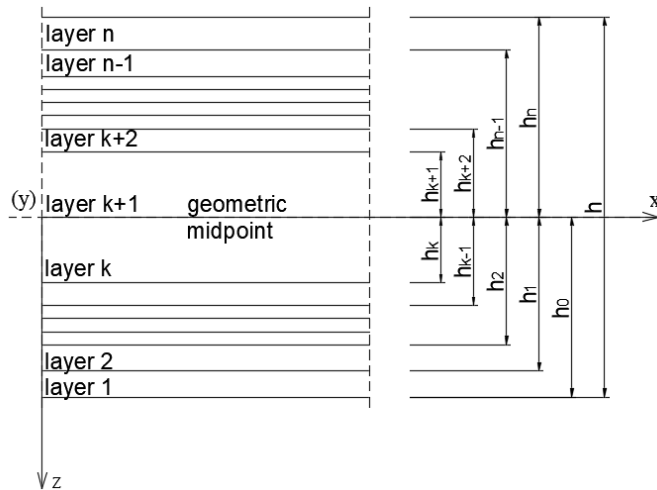 layer n
layer n-1
layer k+2
(y)
layer k+1
geometric
midpoint
x
layer k
layer 2
layer 1
z
hk+1
hk+2
hn-1
hn
h
hk
hk-1
h2
h1
h0